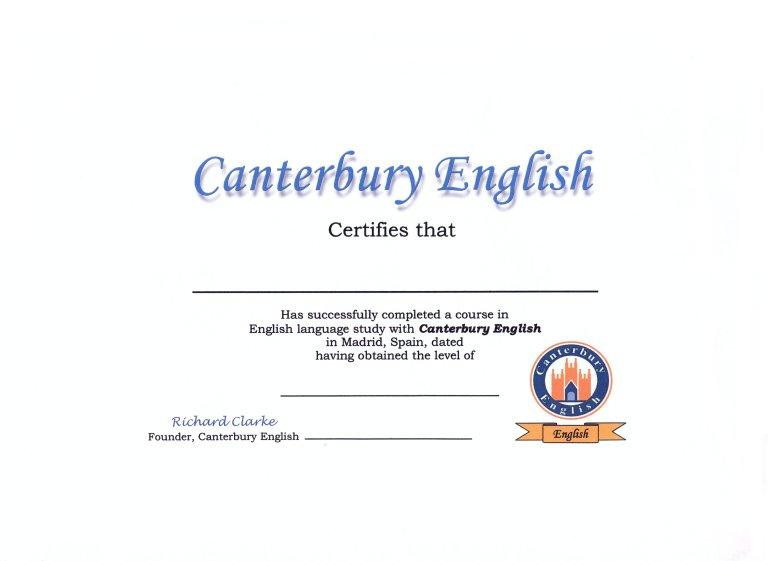 Canterbury English
Certifies that
Has successfully completed a course in
English language study with Canterbury English
in Madrid, Spain, dated
having obtained the level of
Canterbury
English
English
Richard Clarke
Founder, Canterbury English